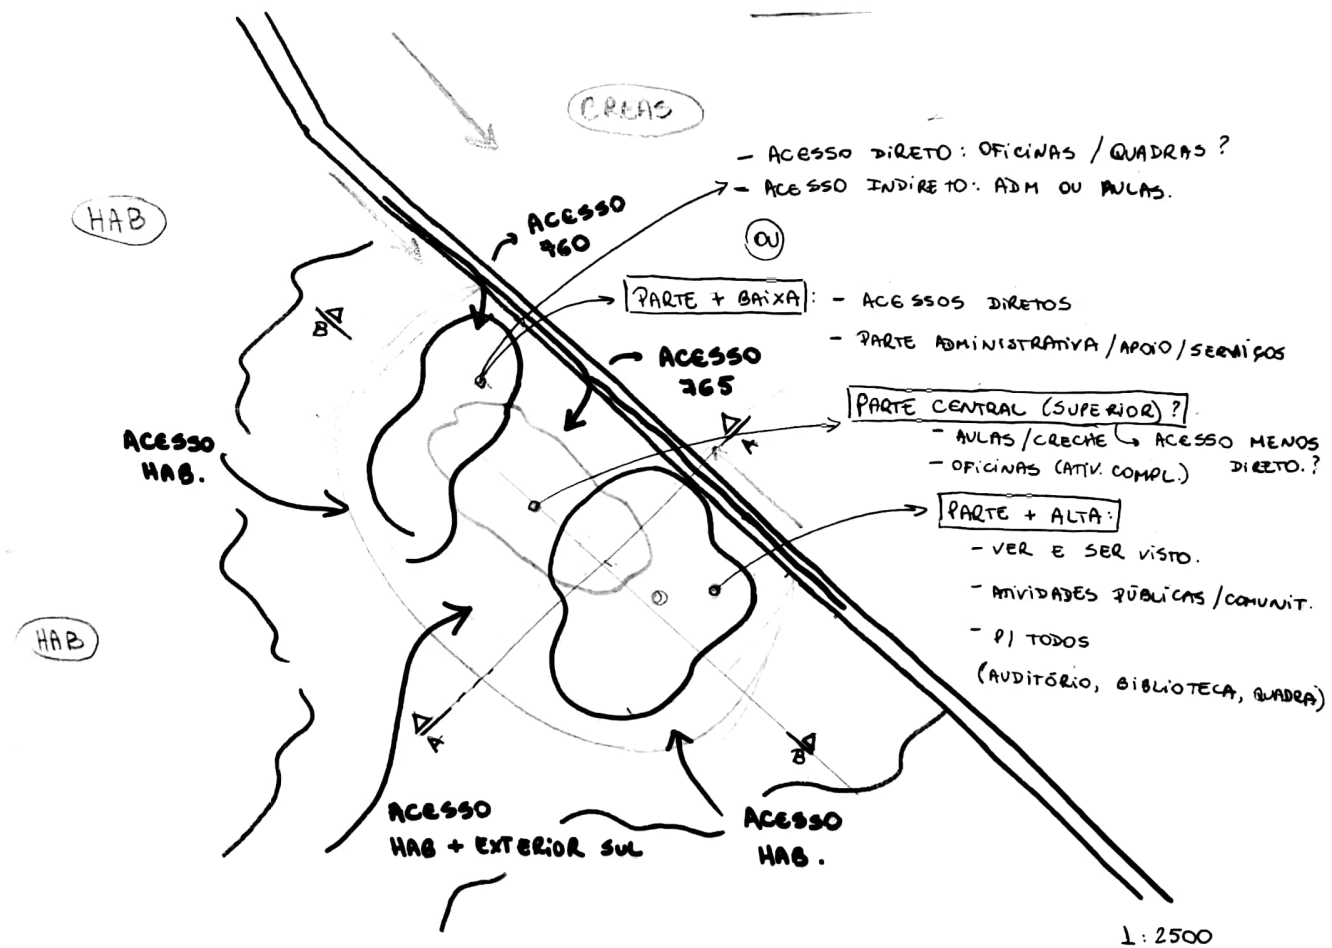 CREAS
- ACESSO DIRETO: OFICINAS / QUADRAS ?
- ACESSO INDIRETO: ADM OU AULAS.
HAB
ACESSO
760
OU
PARTE + BAIXA : - ACESSOS DIRETOS
- PARTE ADMINISTRATIVA / APOIO / SERVIÇOS
B
ACESSO
765
PARTE CENTRAL (SUPERIOR) ?
- AULAS / CRECHE ACESSO MENOS
DIRETO. ?
- OFICINAS (ATIV. COMPL.)
A
ACESSO
HAB.
PARTE + ALTA:
- VER E SER VISTO.
- ATIVIDADES PÚBLICAS / COMUNIT.
- P/ TODOS
(AUDITÓRIO, BIBLIOTECA, QUADRA)
HAB
A
B
ACESSO
HAB + EXTERIOR SUL
ACESSO
HAB.
1 : 2500